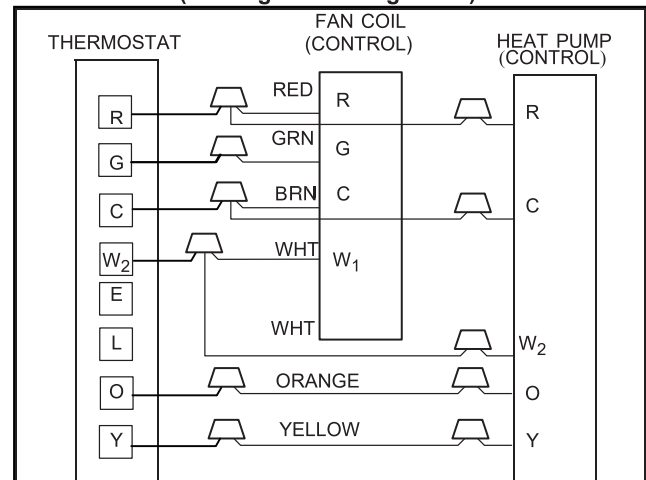 FAN COIL
(CONTROL)
THERMOSTAT
HEAT PUMP
(CONTROL)
RED
R
R
R
GRN
G
G
BRN
C
C
C
WHT
W2
W1
E
WHT
L
W2
ORANGE
O
O
YELLOW
Y
Y